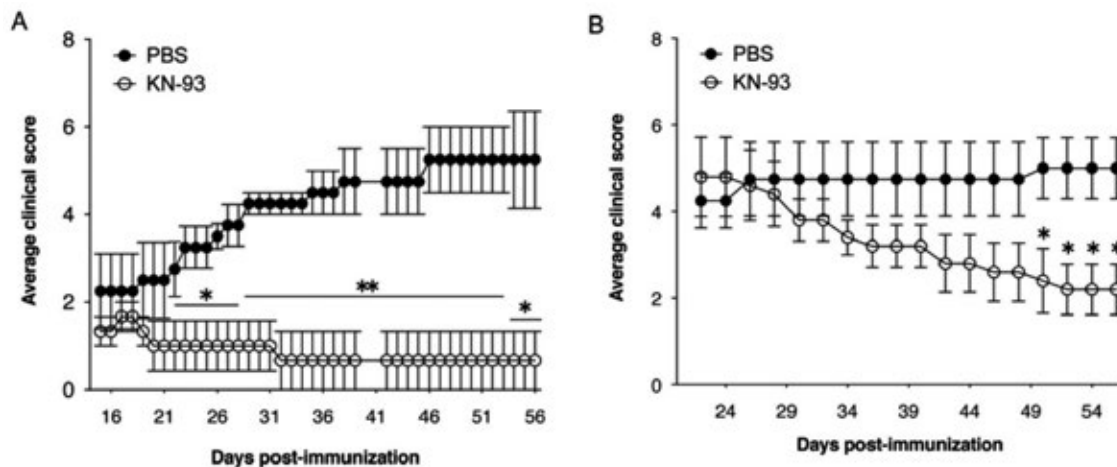 A
8
PBS
KN-93
6
4
2
0
Average clinical score
*
**
*
16 21 26 31 36 41 46 51 56
Days post-immunization
B
8
PBS
KN-93
6
4
2
0
Average clinical score
* * * *
24 29 34 39 44 49 54
Days post-immunization